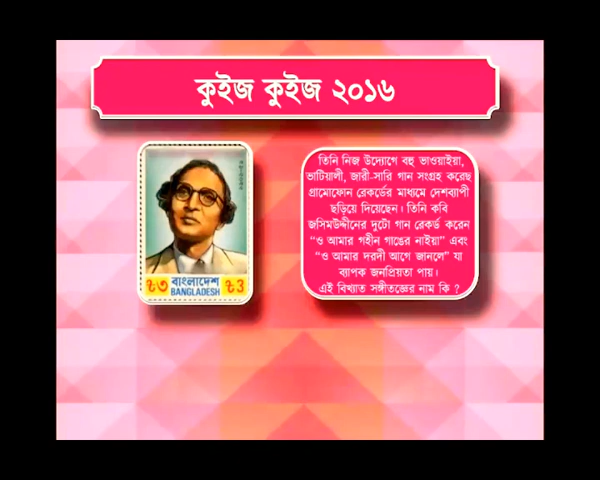 কুইজ কুইজ ২০১৬
৳৩ বাংলাদেশ ৳3
BANGLADESH
তিনি নিজ উদ্যোগে বহু ভাওয়াইয়া,
ভাটিয়ালী, জারী-সারি গান সংগ্রহ করেছ
গ্রামোফোন রেকর্ডের মাধ্যমে দেশব্যাপী
ছড়িয়ে দিয়েছেন। তিনি কবি
জসিমউদ্দীনের দুটো গান রেকর্ড করেন
“ও আমার গহীন গাঙের নাইয়া” এবং
“ও আমার দরদী আগে জানলে” যা
ব্যাপক জনপ্রিয়তা পায়।
এই বিখ্যাত সঙ্গীতজ্ঞের নাম কি ?